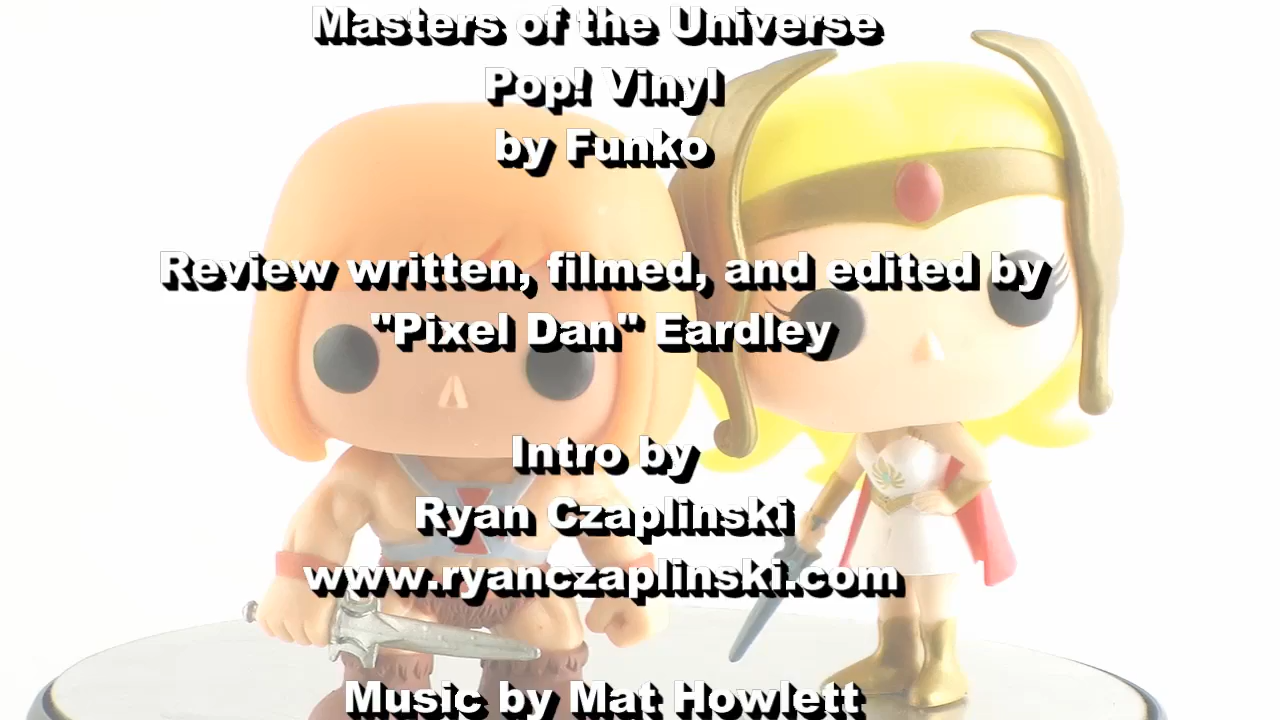 Masters of the Universe
Pop! Vinyl
by Funko
Review written, filmed, and edited by
"Pixel Dan" Eardley
Intro by
Ryan Czaplinski
www.ryanczaplinski.com
Music by Mat Howlett